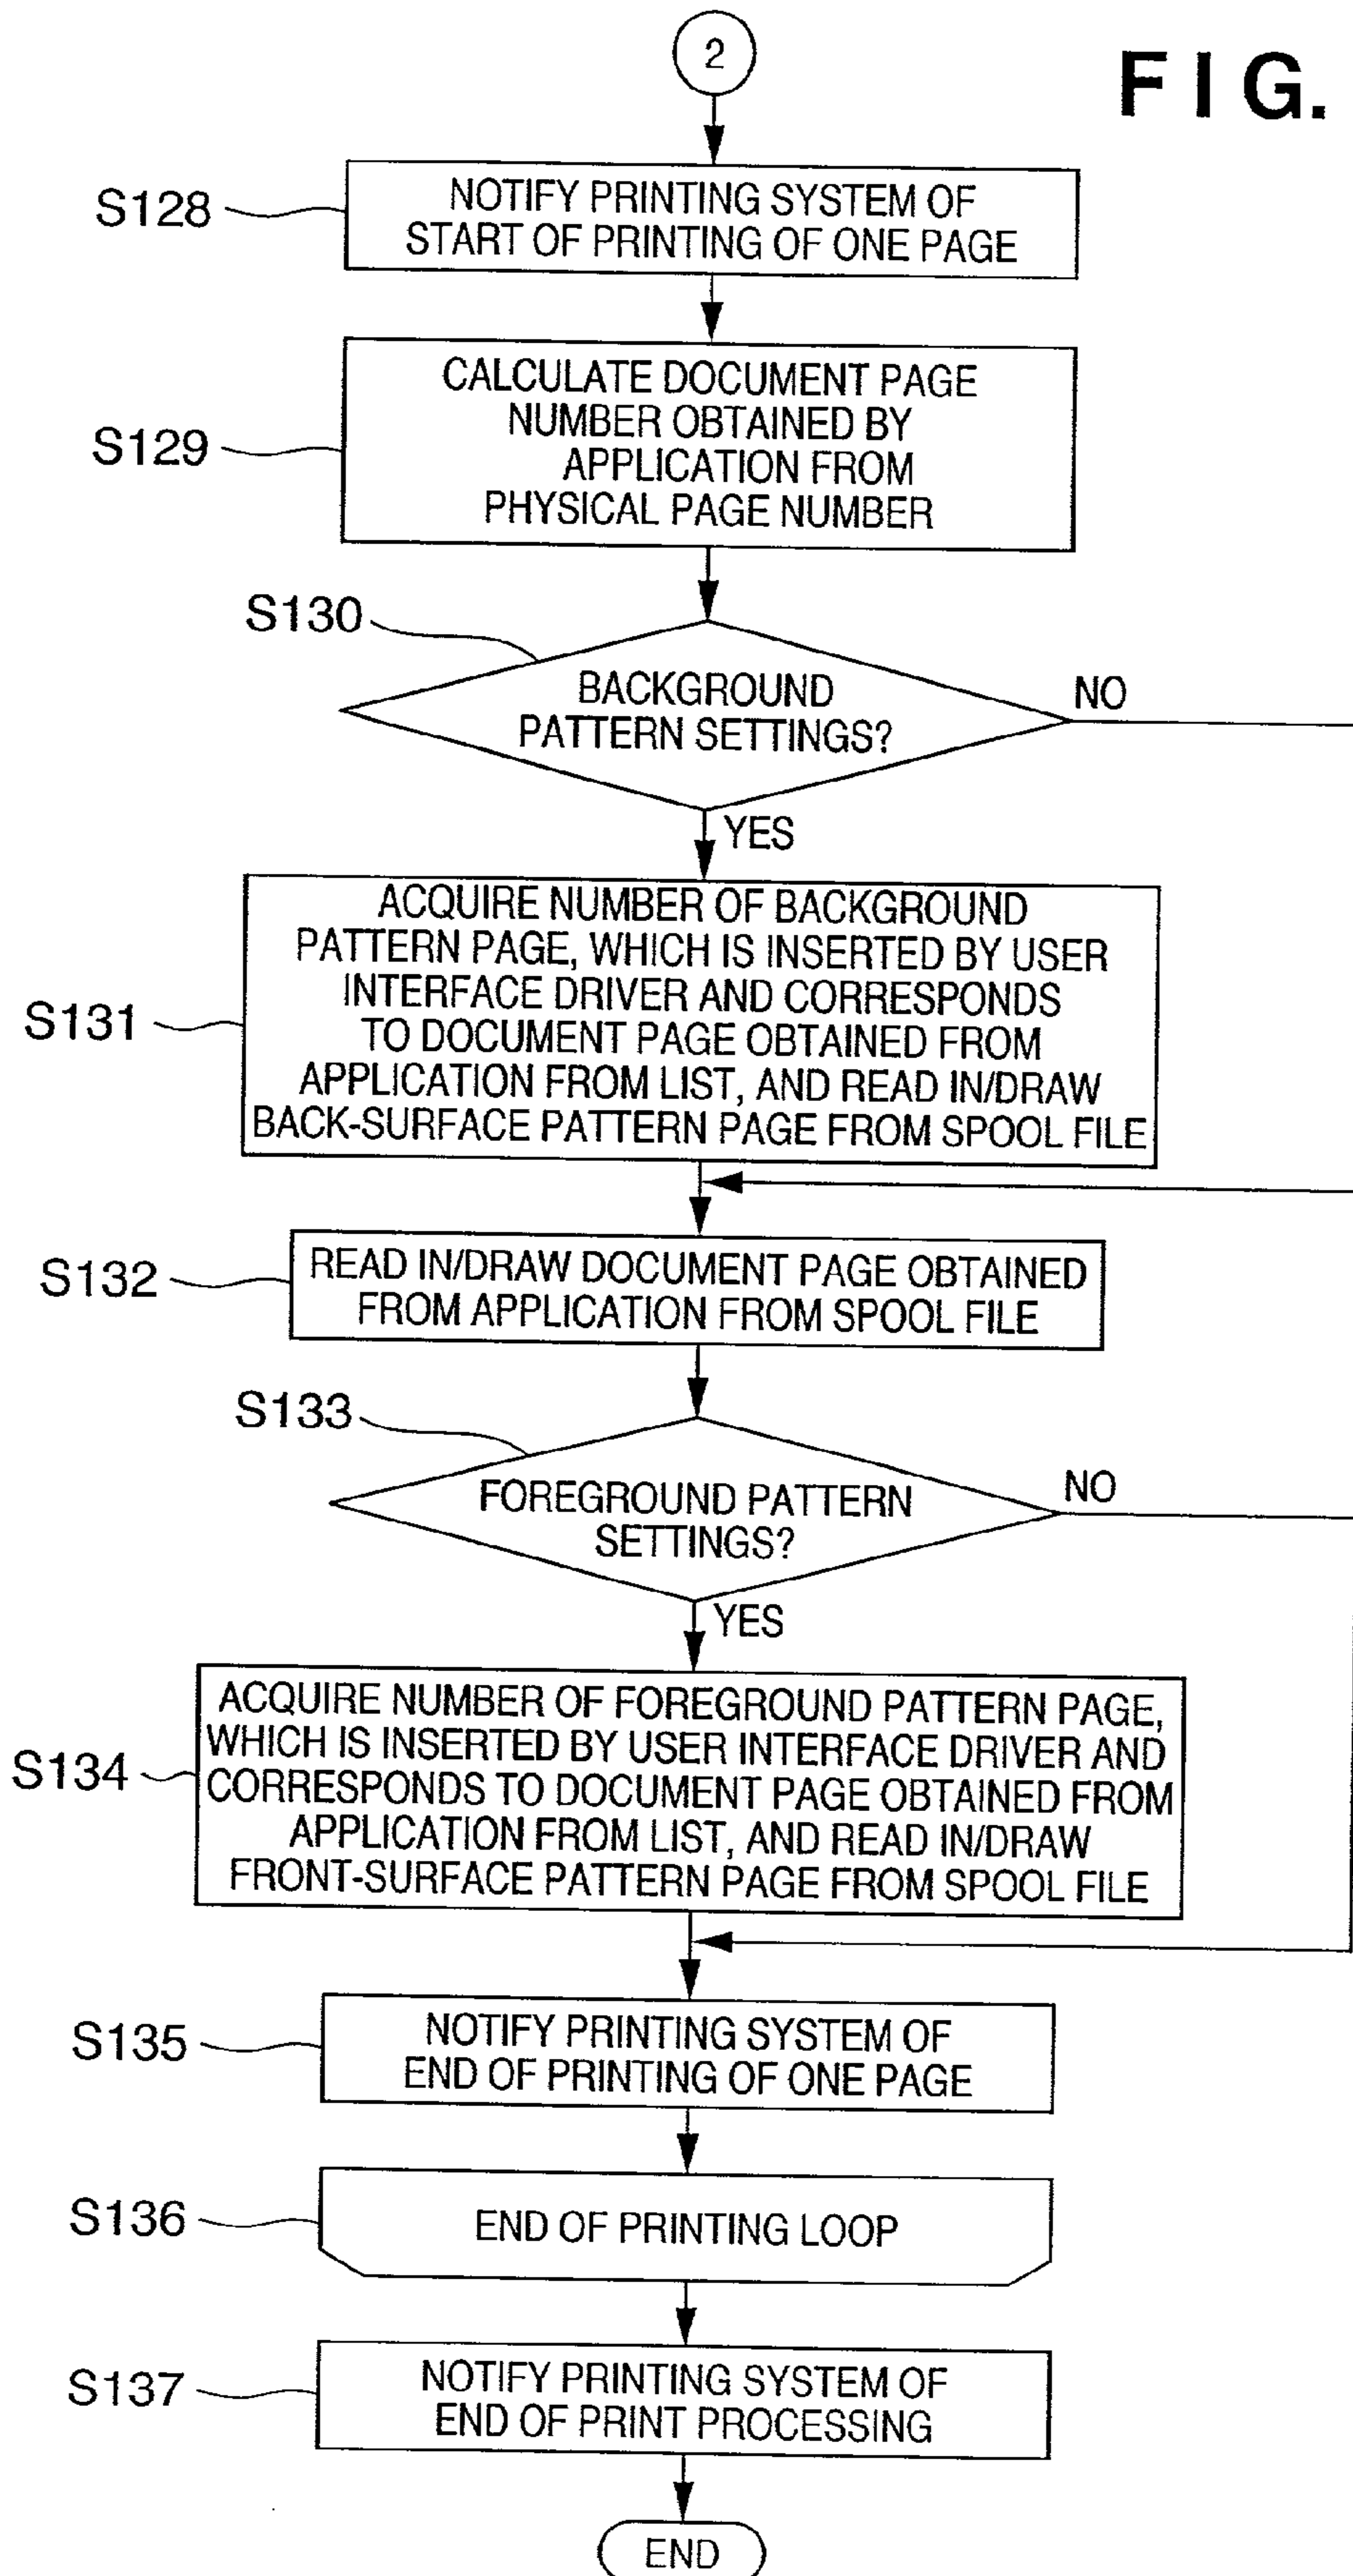 2
FIG.
S128
NOTIFY PRINTING SYSTEM OF
START OF PRINTING OF ONE PAGE
S129
CALCULATE DOCUMENT PAGE
NUMBER OBTAINED BY
APPLICATION FROM
PHYSICAL PAGE NUMBER
S130
BACKGROUND
PATTERN SETTINGS?
NO
YES
S131
ACQUIRE NUMBER OF BACKGROUND
PATTERN PAGE, WHICH IS INSERTED BY USER
INTERFACE DRIVER AND CORRESPONDS
TO DOCUMENT PAGE OBTAINED FROM
APPLICATION FROM LIST, AND READ IN/DRAW
BACK-SURFACE PATTERN PAGE FROM SPOOL FILE
S132
READ IN/DRAW DOCUMENT PAGE OBTAINED
FROM APPLICATION FROM SPOOL FILE
S133
FOREGROUND PATTERN
SETTINGS?
NO
YES
S134
ACQUIRE NUMBER OF FOREGROUND PATTERN PAGE,
WHICH IS INSERTED BY USER INTERFACE DRIVER AND
CORRESPONDS TO DOCUMENT PAGE OBTAINED FROM
APPLICATION FROM LIST, AND READ IN/DRAW
FRONT-SURFACE PATTERN PAGE FROM SPOOL FILE
S135
NOTIFY PRINTING SYSTEM OF
END OF PRINTING OF ONE PAGE
S136
END OF PRINTING LOOP
S137
NOTIFY PRINTING SYSTEM OF
END OF PRINT PROCESSING
END